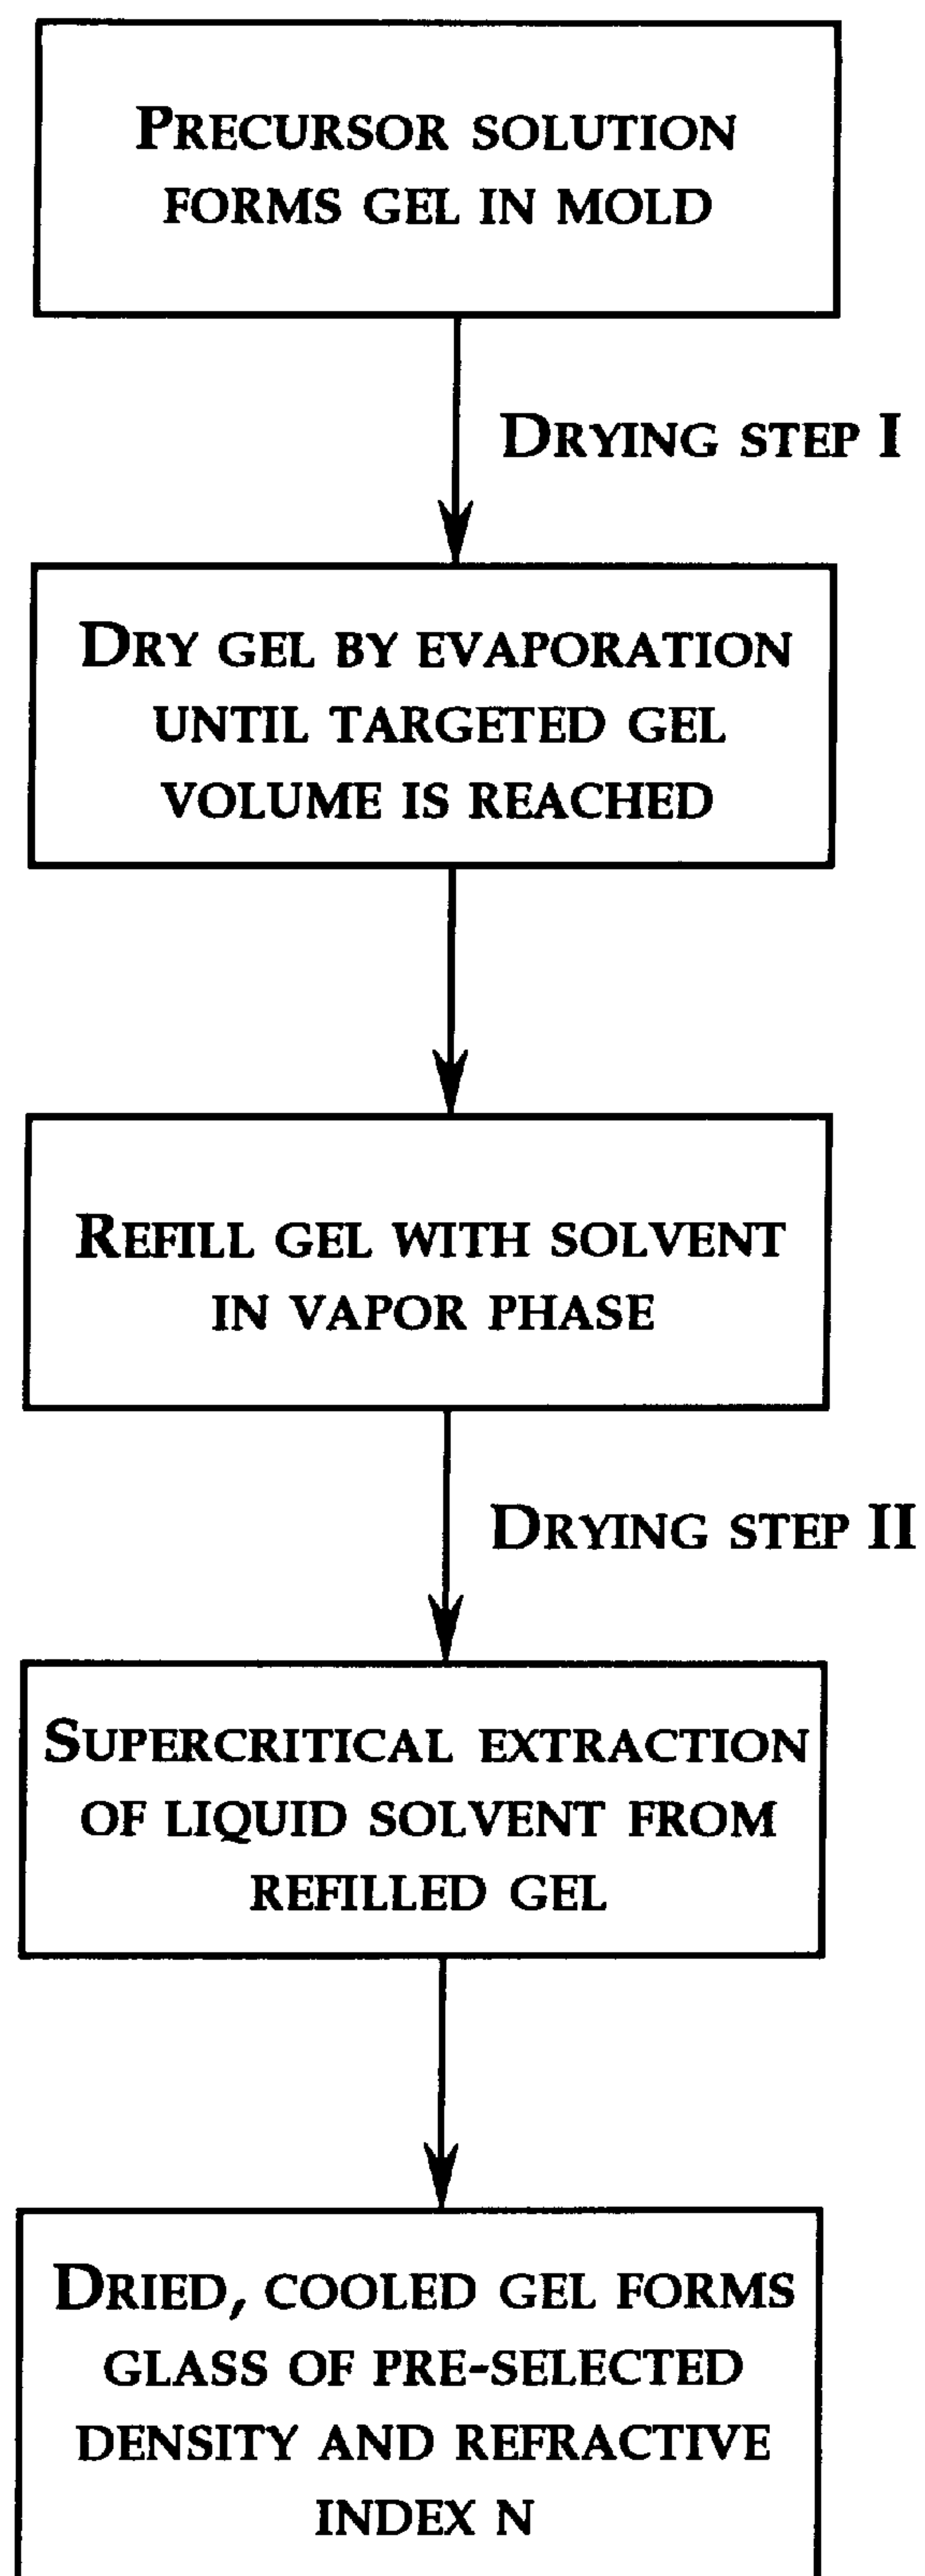 PRECURSOR SOLUTION
FORMS GEL IN MOLD
DRYING STEP I
DRY GEL BY EVAPORATION
UNTIL TARGETED GEL
VOLUME IS REACHED
REFILL GEL WITH SOLVENT
IN VAPOR PHASE
DRYING STEP II
SUPERCRITICAL EXTRACTION
OF LIQUID SOLVENT FROM
REFILLED GEL
DRIED, COOLED GEL FORMS
GLASS OF PRE-SELECTED
DENSITY AND REFRACTIVE
INDEX N